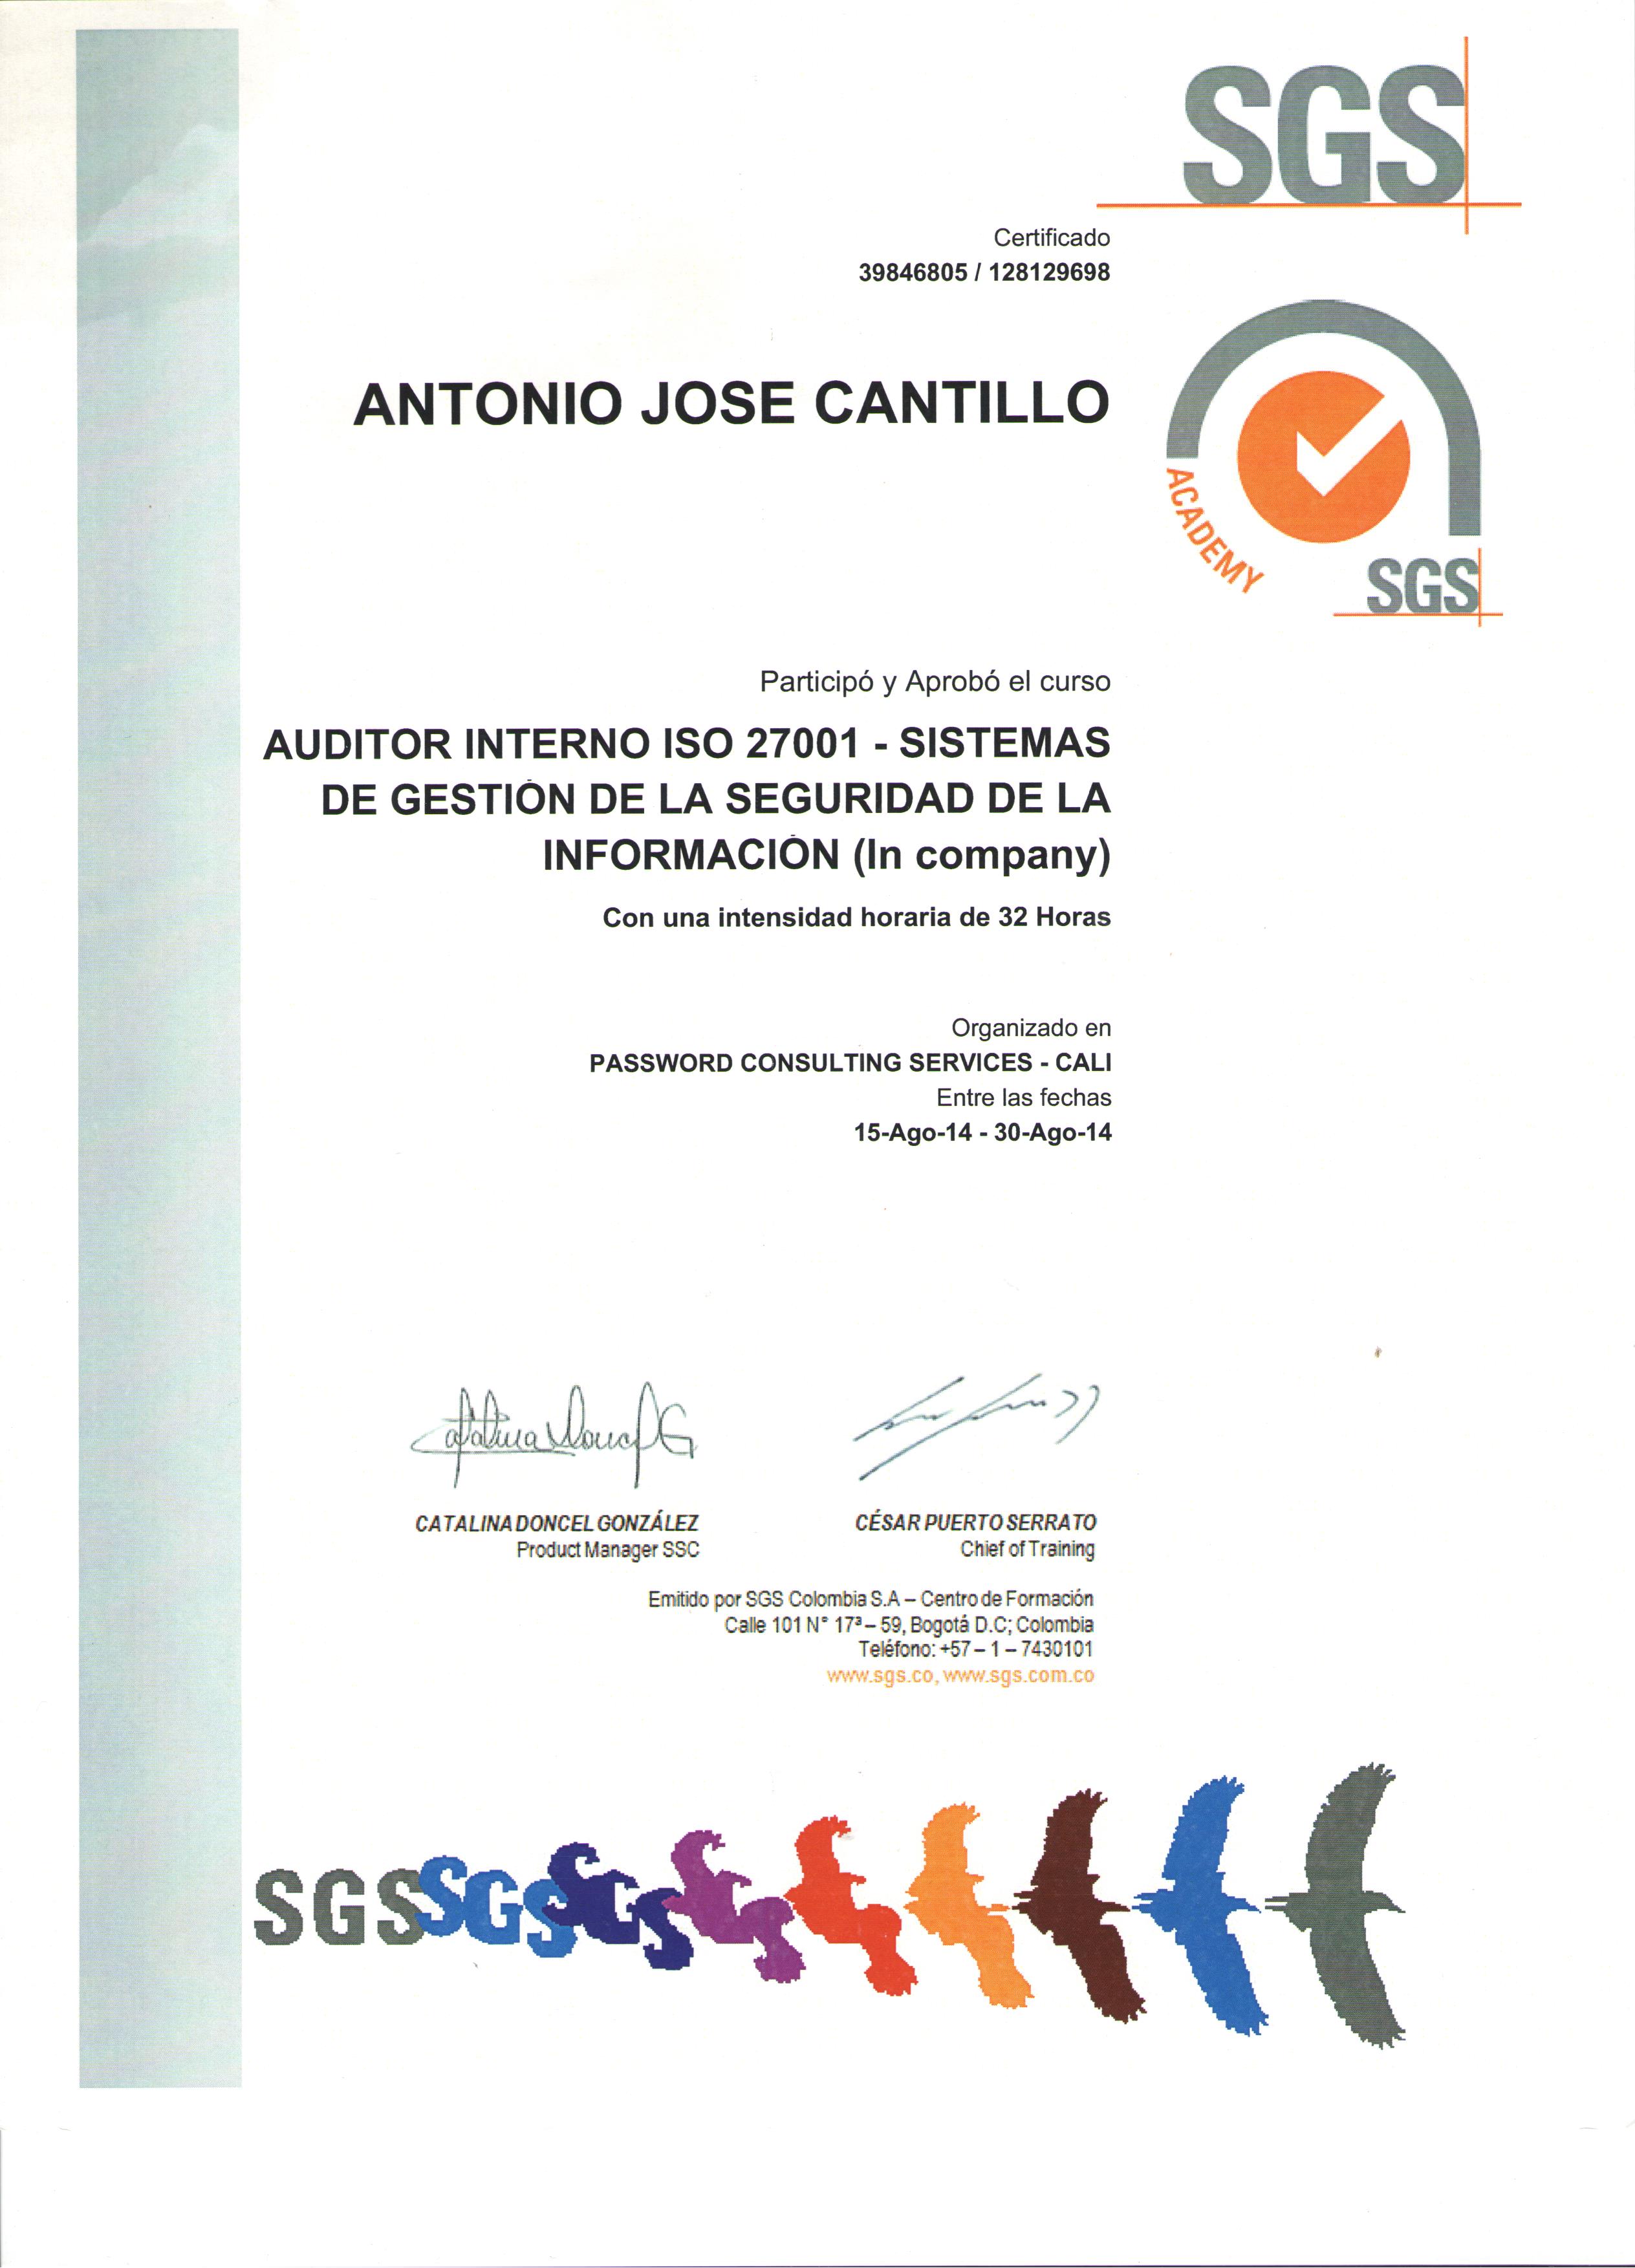 SGS
Certificado
39846805 / 128129698
ANTONIO JOSE CANTILLO
ACADEMY
SGS
Participó y Aprobó el curso
AUDITOR INTERNO ISO 27001 - SISTEMAS
DE GESTIÓN DE LA SEGURIDAD DE LA
INFORMACIÓN (In company)
Con una intensidad horaria de 32 Horas
Organizado en
PASSWORD CONSULTING SERVICES - CALI
Entre las fechas
15-Ago-14 - 30-Ago-14
CATALINA DONCEL GONZÁLEZ
Product Manager SSC
CÉSAR PUERTO SERRATO
Chief of Training
Emitido por SGS Colombia S.A – Centro de Formación
Calle 101 N° 17ª – 59, Bogotá D.C; Colombia
Teléfono: +57 – 1 – 7430101
www.sgs.co, www.sgs.com.co
SGSSGSSGS